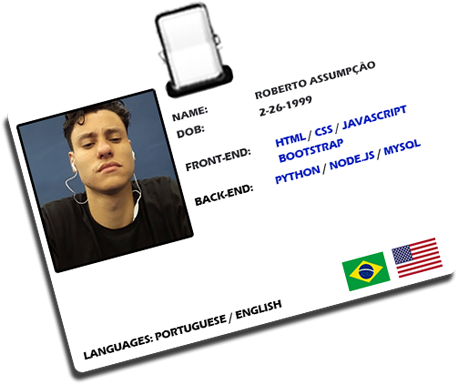 NAME: ROBERTO ASSUMPÇÃO
DOB: 2-26-1999
FRONT-END: HTML / CSS / JAVASCRIPT
BOOTSTRAP
BACK-END: PYTHON / NODE.JS / MYSQL
LANGUAGES: PORTUGUESE / ENGLISH